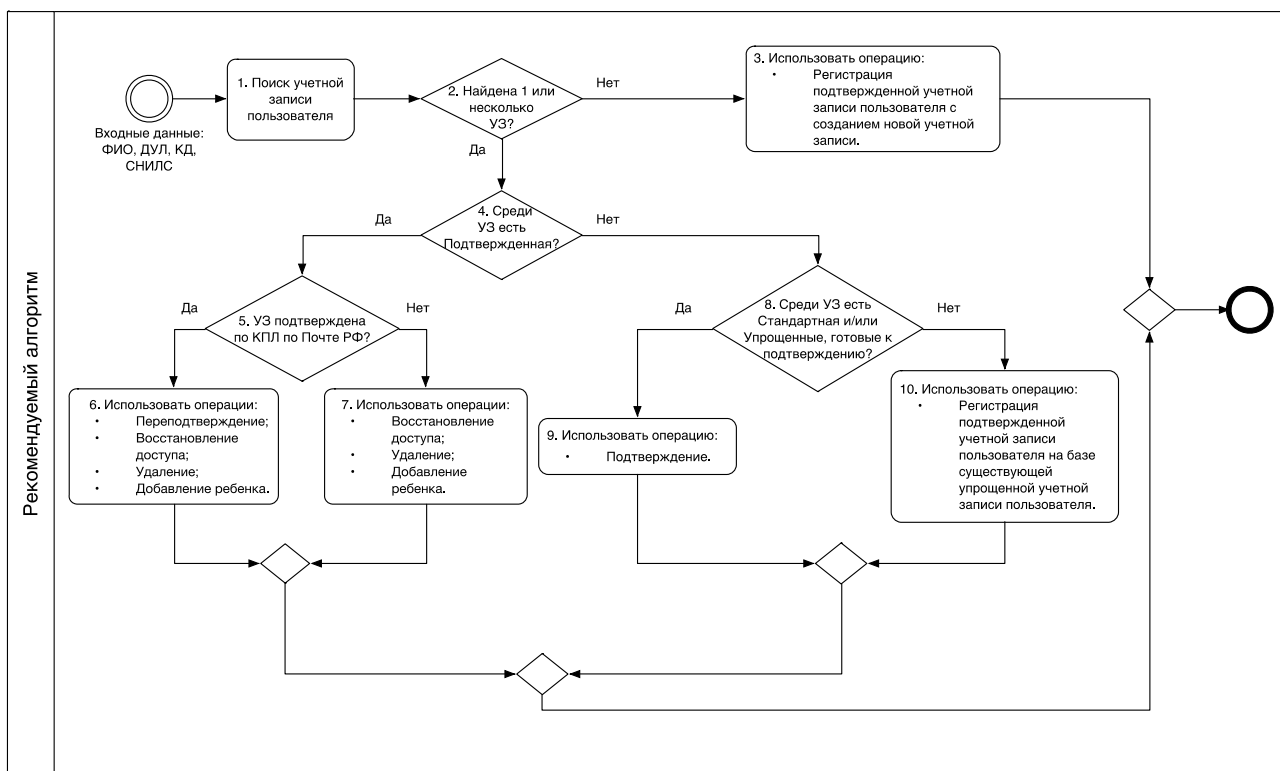 Рекомендуемый алгоритм
Входные данные:
ФИО, ДУЛ, КД,
СНИЛС
1. Поиск учетной
записи
пользователя
2. Найдена 1 или
несколько
УЗ?
Нет
Да
3. Использовать операцию:
• Регистрация
подтвержденной учетной
записи пользователя с
созданием новой учетной
записи.
4. Среди
УЗ есть
Подтвержденная?
Да
Нет
5. УЗ подтверждена
по КПЛ по Почте РФ?
Да
Нет
6. Использовать операции:
• Переподтверждение;
• Восстановление
доступа;
• Удаление;
• Добавление ребенка.
7. Использовать операции:
• Восстановление
доступа;
• Удаление;
• Добавление
ребенка.
8. Среди УЗ есть
Стандартная и/или
Упрощенные, готовые к
подтверждению?
Да
Нет
9. Использовать операцию:
• Подтверждение.
10. Использовать операцию:
• Регистрация
подтвержденной
учетной записи
пользователя на базе
существующей
упрощенной учетной
записи пользователя.